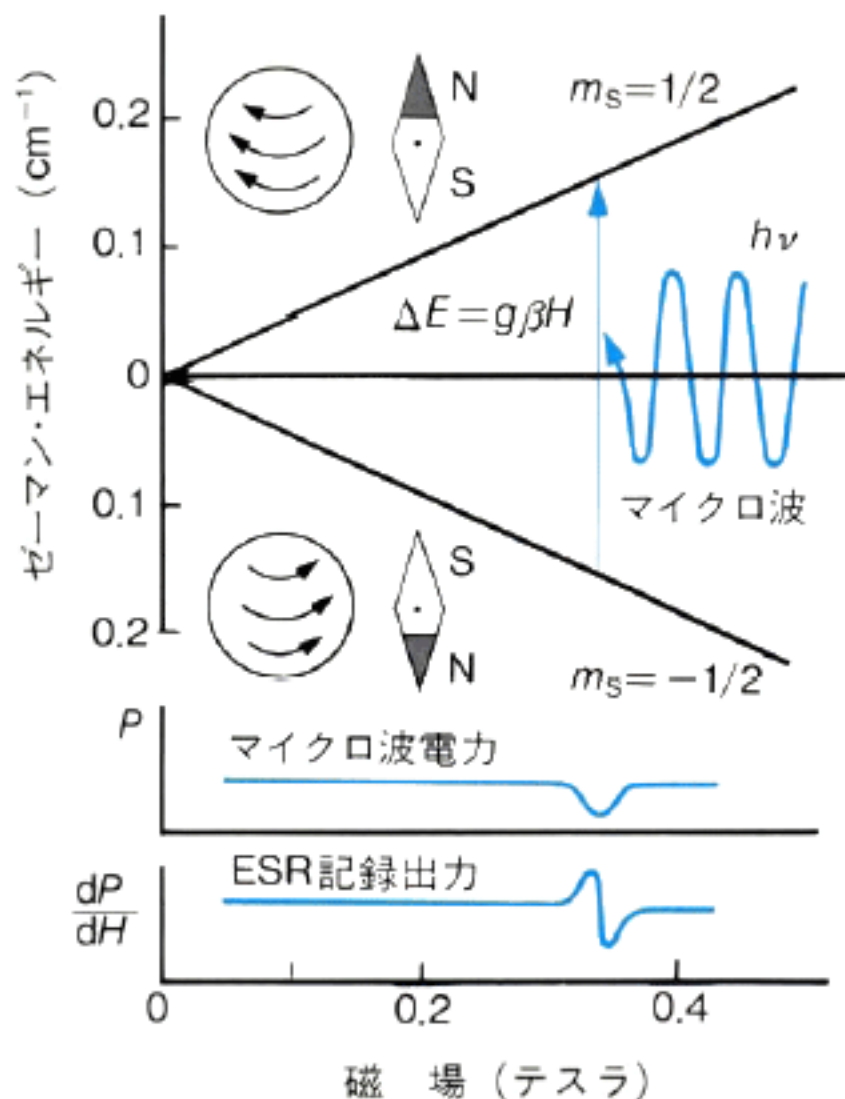 ゼーマン・エネルギー (cm⁻¹)
0.2
0.1
0
0.1
0.2
N
S
mS=1/2
hν
ΔE=gβH
マイクロ波
S
N
mS=−1/2
P
マイクロ波電力
dP
dH
ESR記録出力
0
0.2
0.4
磁 場 (テスラ)